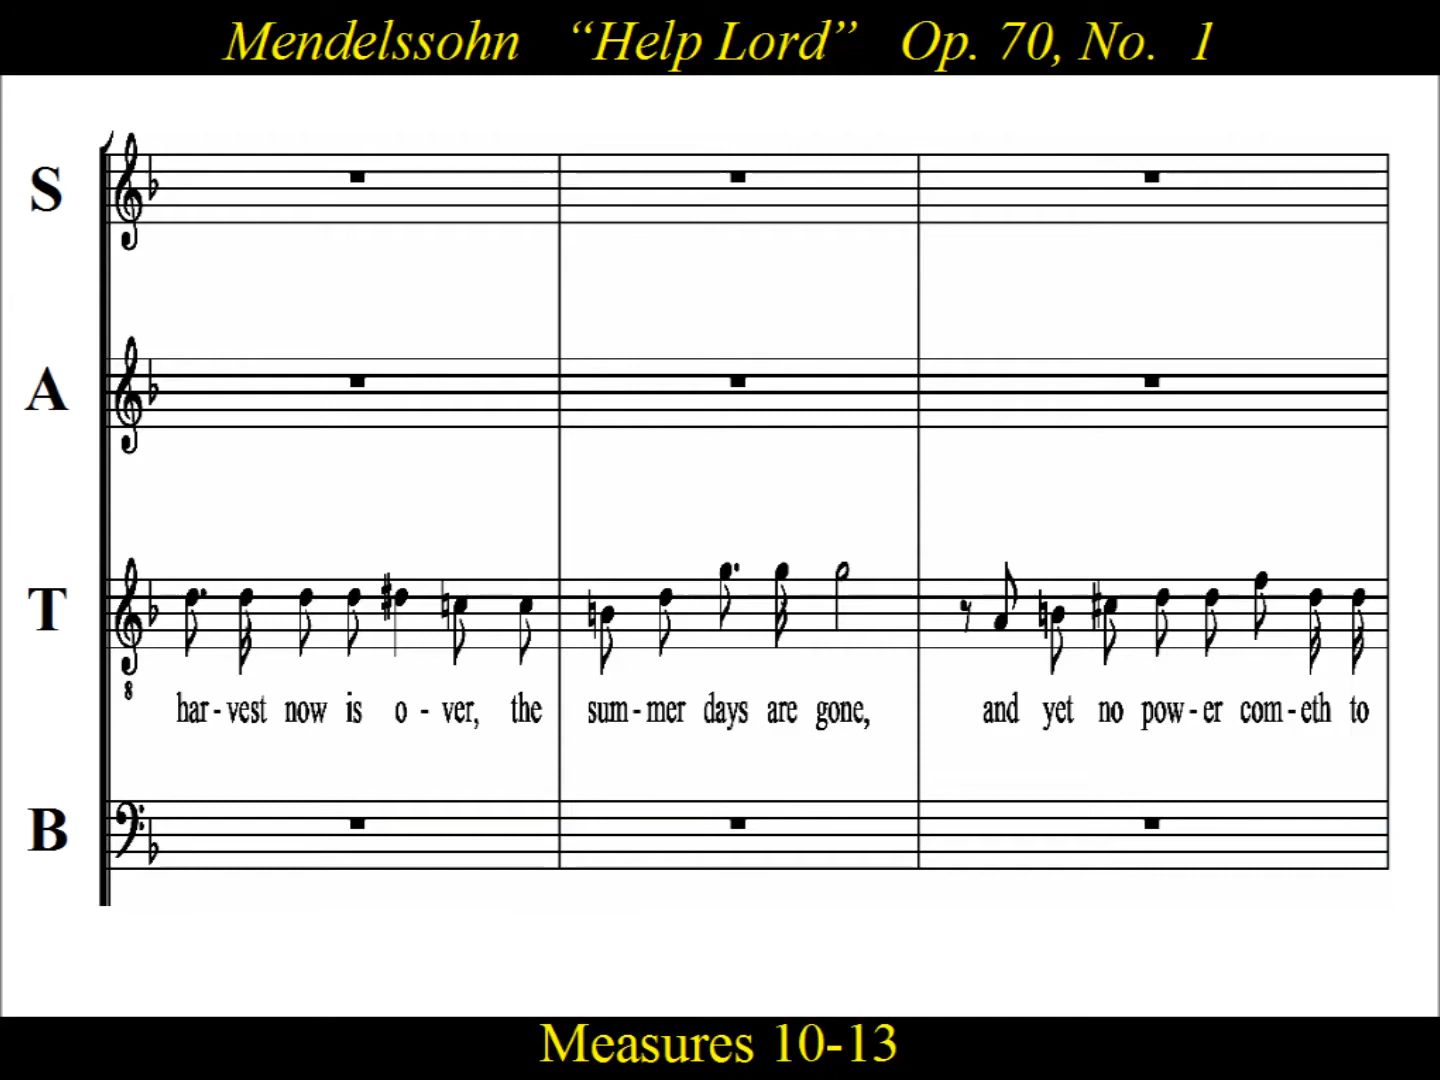 Mendelssohn “Help Lord” Op. 70, No. 1
S
A
T
8
har - vest now is o - ver, the sum - mer days are gone, and yet no pow - er com - eth to
B
Measures 10-13